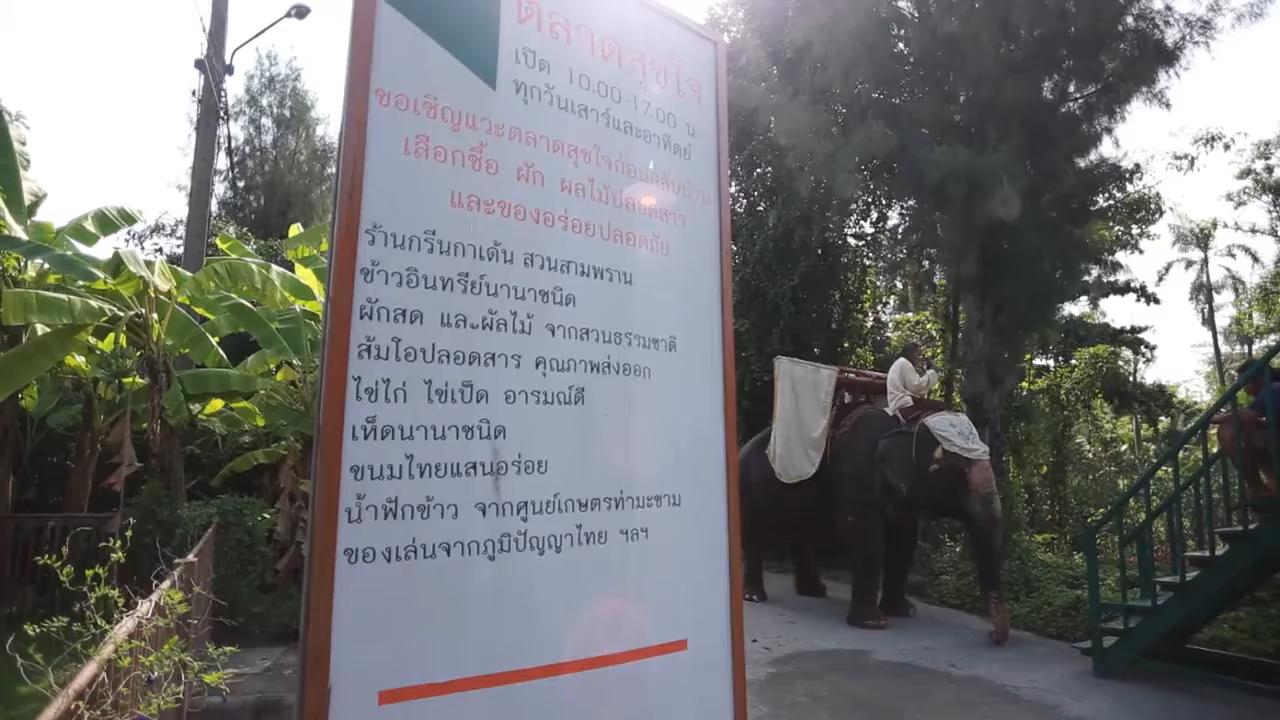 ตลาดสุขใจ
เปิด 10.00-17.00 น
ทุกวันเสาร์และอาทิตย์
ขอเชิญแวะตลาดสุขใจก่อนกลับบ้าน
เลือกซื้อ ผัก ผลไม้ปลอดสาร
และของอร่อยปลอดภัย
ร้านกรีนกาเด้น สวนสามพราน
ข้าวอินทรีย์นานาชนิด
ผักสด และผัลไม้ จากสวนธรรมชาติ
ส้มโอปลอดสาร คุณภาพส่งออก
ไข่ไก่ ไข่เป็ด อารมณ์ดี
เห็ดนานาชนิด
ขนมไทยแสนอร่อย
น้ำฟักข้าว จากศูนย์เกษตรท่ามะขาม
ของเล่นจากภูมิปัญญาไทย ฯลฯ